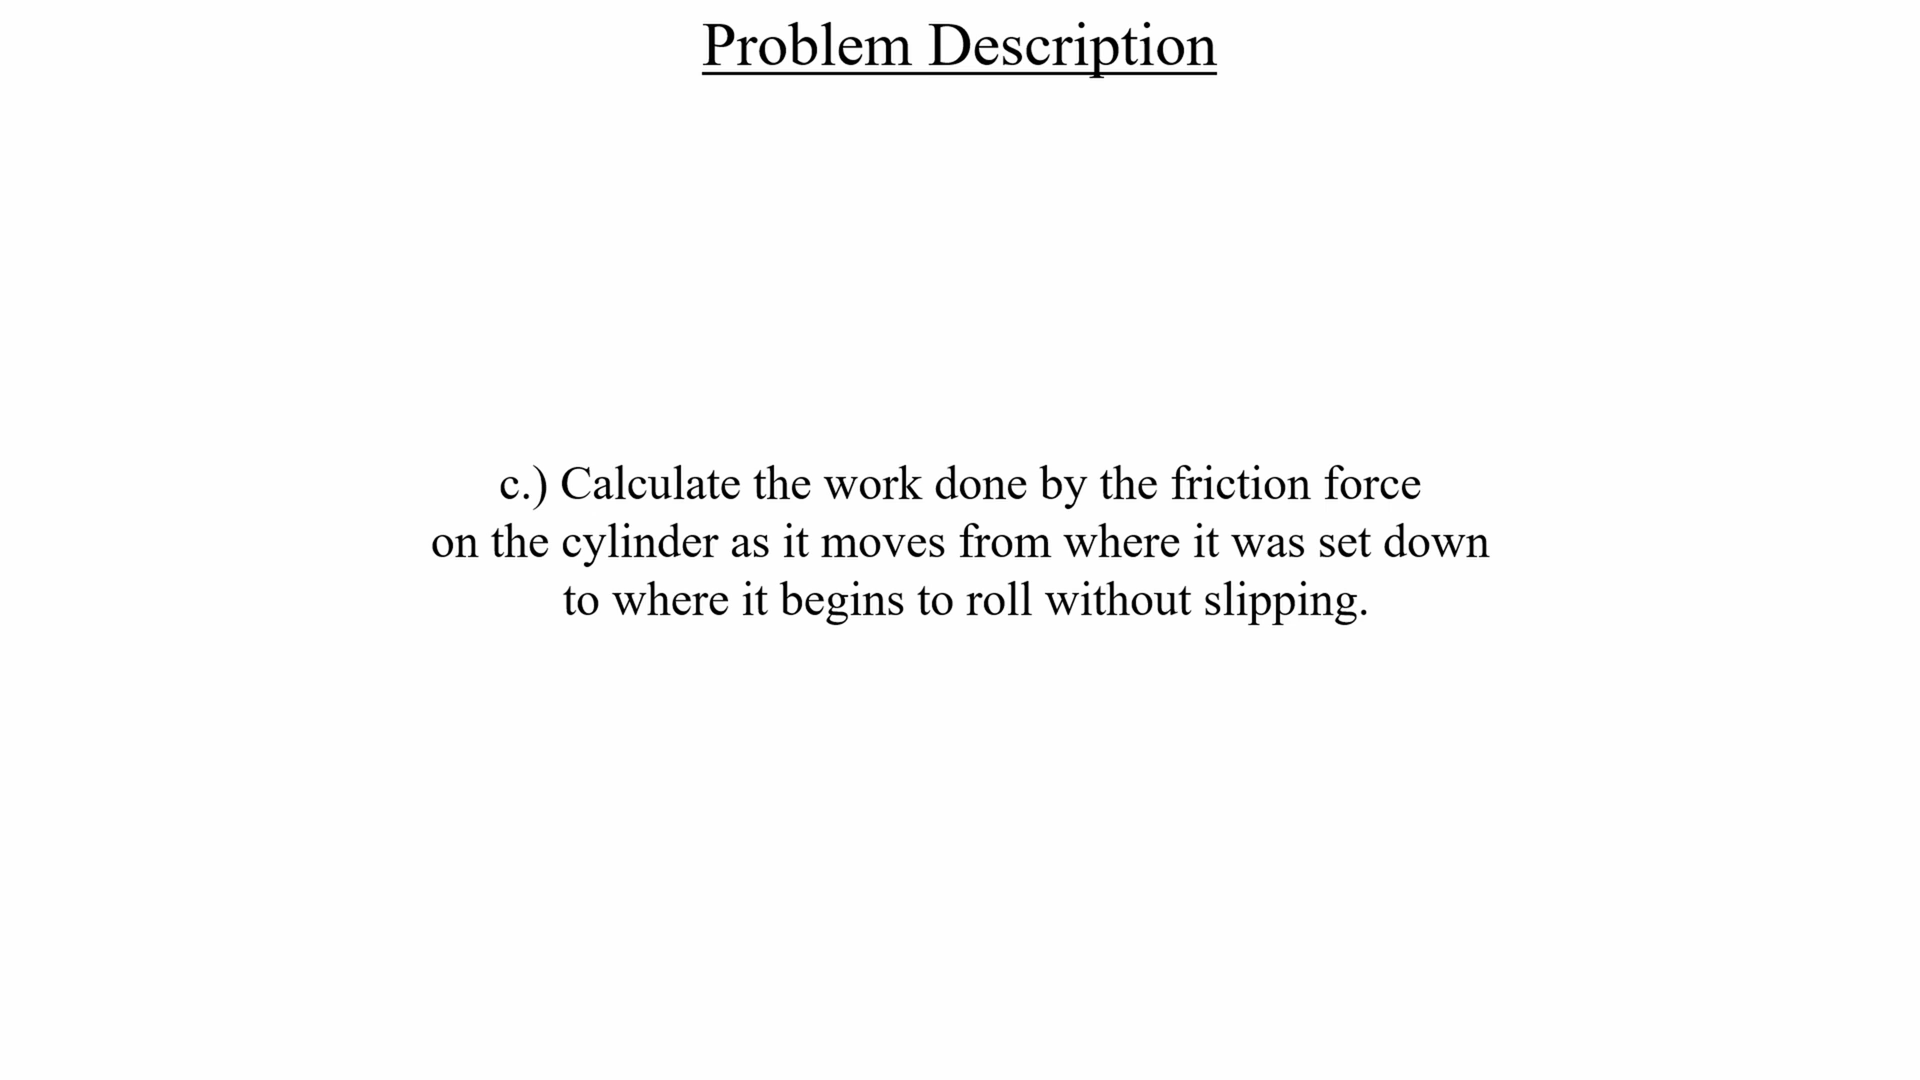 Problem Description
c.) Calculate the work done by the friction force
on the cylinder as it moves from where it was set down
to where it begins to roll without slipping.